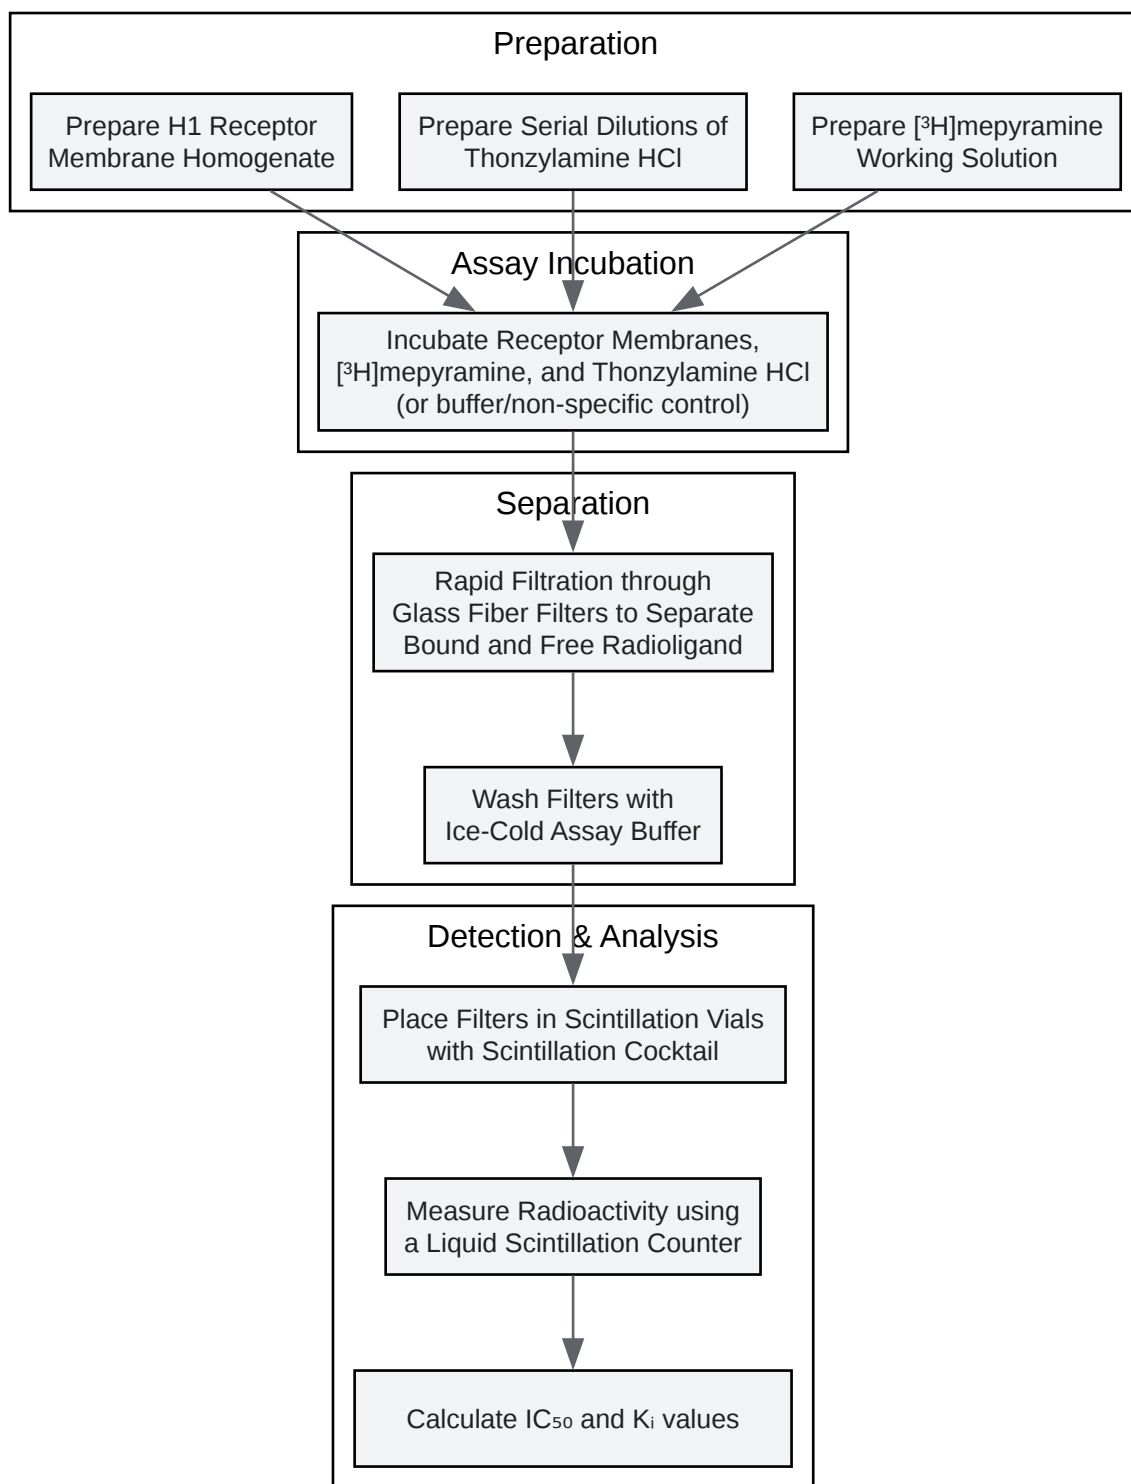 Preparation
Prepare H1 Receptor
Membrane Homogenate
Prepare Serial Dilutions of
Thonzylamine HCl
Prepare [³H]mepyramine
Working Solution
Assay Incubation
Incubate Receptor Membranes,
[³H]mepyramine, and Thonzylamine HCl
(or buffer/non-specific control)
Separation
Rapid Filtration through
Glass Fiber Filters to Separate
Bound and Free Radioligand
Wash Filters with
Ice-Cold Assay Buffer
Detection & Analysis
Place Filters in Scintillation Vials
with Scintillation Cocktail
Measure Radioactivity using
a Liquid Scintillation Counter
Calculate IC₅₀ and Kᵢ values